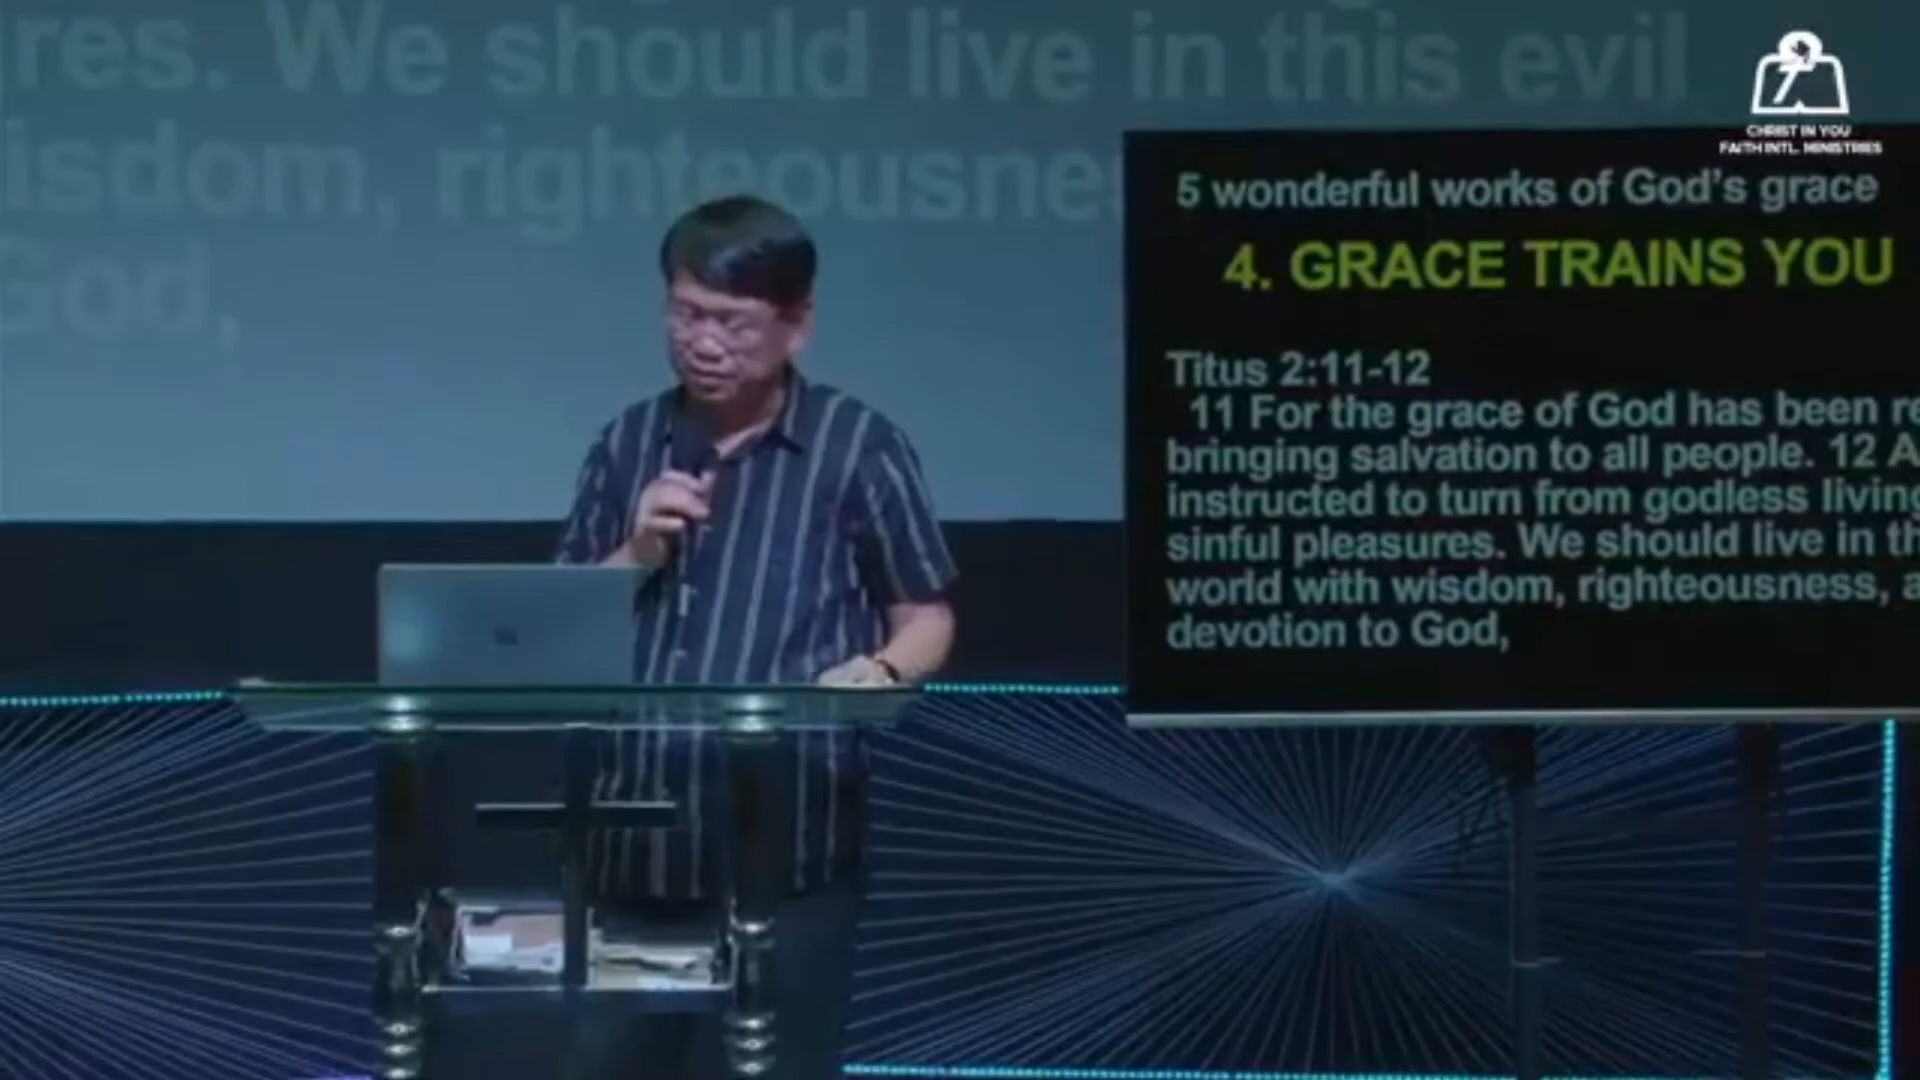 res. We should live in this evil
isdom, righteousne
God,
CHRIST IN YOU
FAITH INTL. MINISTRIES
5 wonderful works of God's grace
4. GRACE TRAINS YOU
Titus 2:11-12
11 For the grace of God has been re
bringing salvation to all people. 12 A
instructed to turn from godless living
sinful pleasures. We should live in th
world with wisdom, righteousness, a
devotion to God,